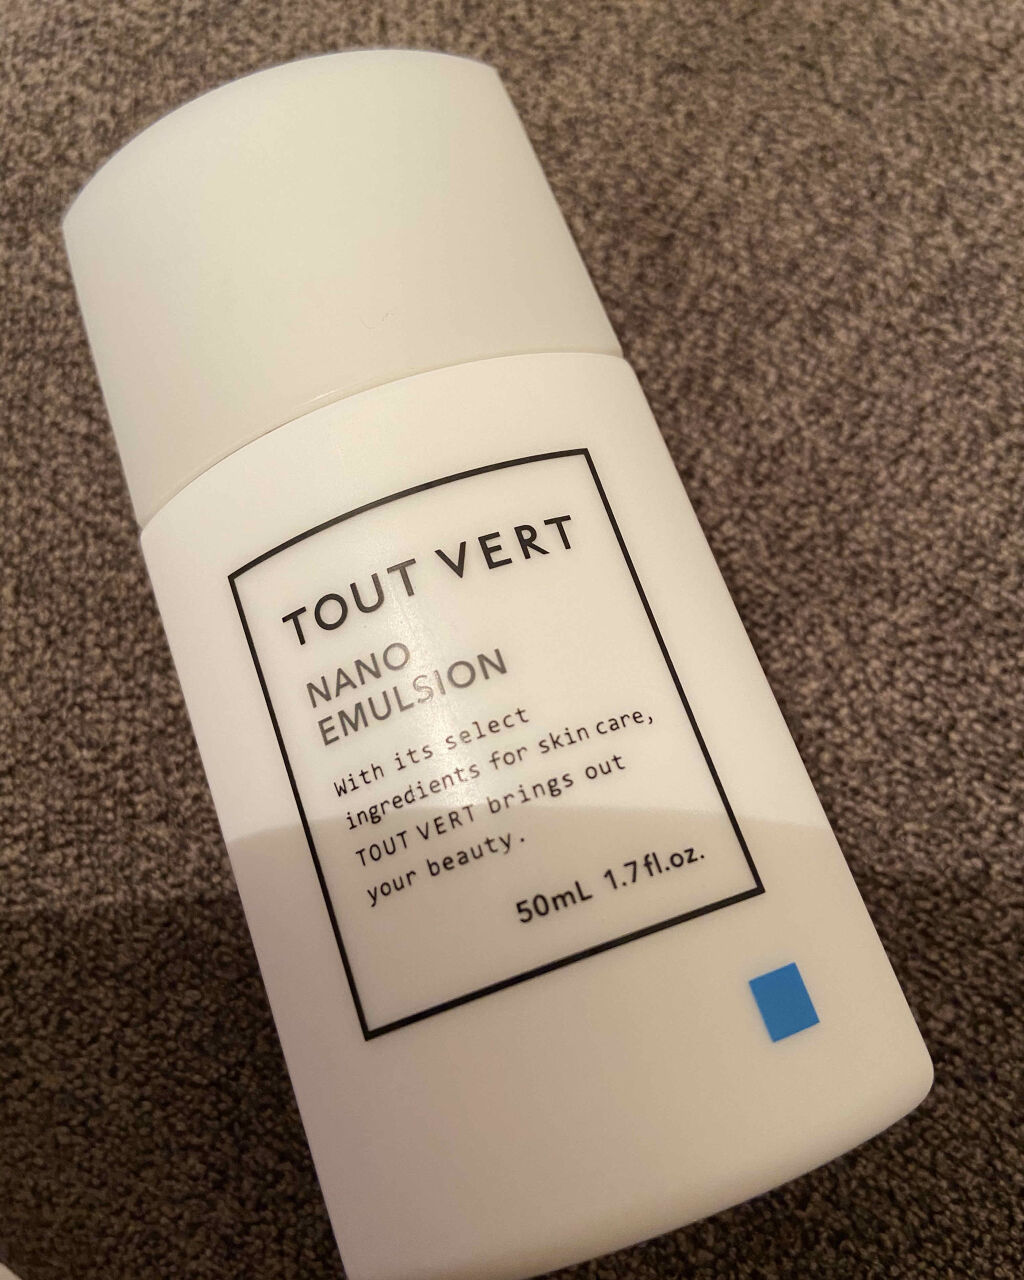 TOUT VERT
NANO
EMULSION
With its select
ingredients for skin care,
TOUT VERT brings out
your beauty.
50mL 1.7fl.oz.